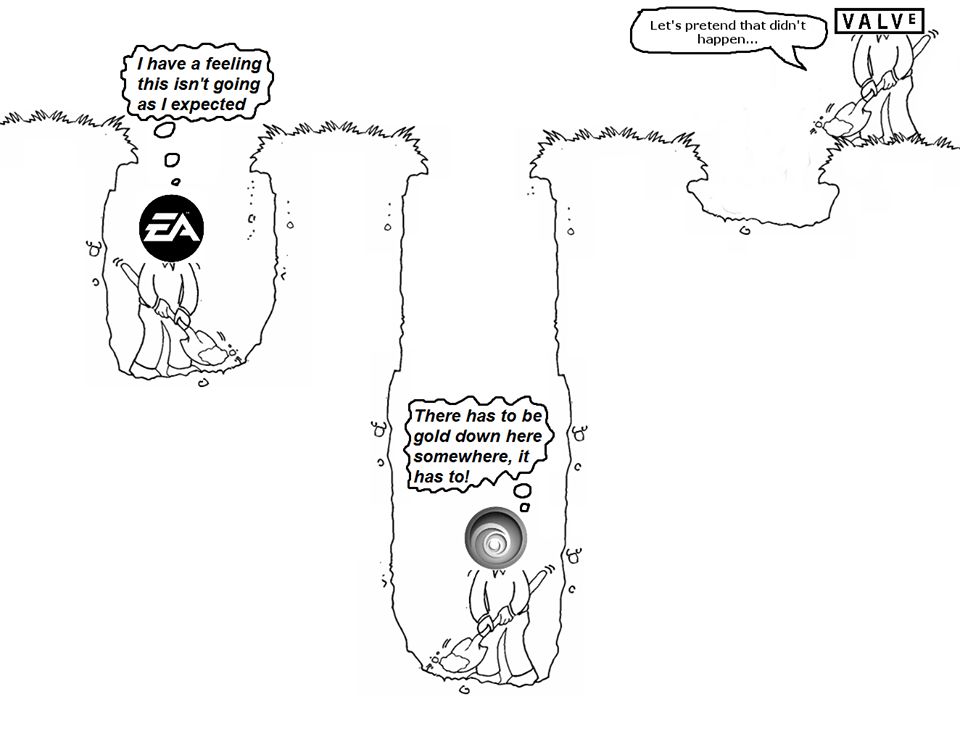 I have a feeling
this isn't going
as I expected
EA
There has to be
gold down here
somewhere, it
has to!
Let's pretend that didn't
happen...
VALVE